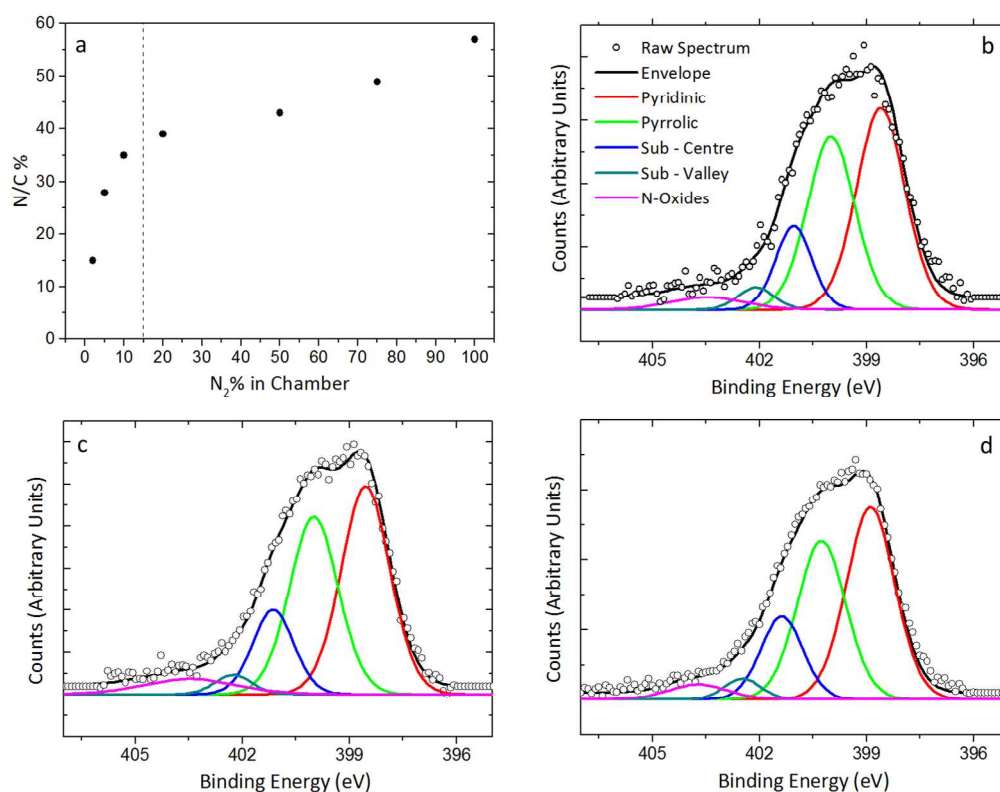 a
60
50
40
30
20
10
0
N/C %
0 10 20 30 40 50 60 70 80 90 100
N₂% in Chamber
b
Raw Spectrum
Envelope
Pyridinic
Pyrrolic
Sub - Centre
Sub - Valley
N-Oxides
Counts (Arbitrary Units)
405 402 399 396
Binding Energy (eV)
c
Counts (Arbitrary Units)
405 402 399 396
Binding Energy (eV)
d
Counts (Arbitrary Units)
405 402 399 396
Binding Energy (eV)